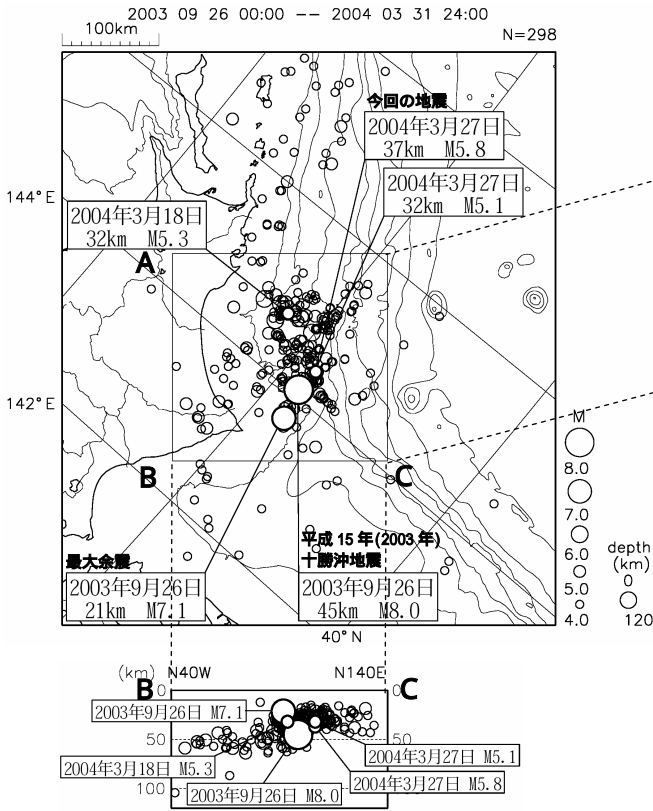 2003 09 26 00:00 -- 2004 03 31 24:00
100km
N=298
今回の地震
2004年3月27日
37km M5.8
2004年3月27日
32km M5.1
144°E
2004年3月18日
32km M5.3
A
142°E
B
C
M
8.0
7.0
6.0
5.0
4.0
depth
(km)
0
120
最大余震
2003年9月26日
21km M7.1
平成15年(2003年)
十勝沖地震
2003年9月26日
45km M8.0
40°N
(km)
N40W
N140E
B
0
0
C
2003年9月26日 M7.1
50
50
2004年3月27日 M5.1
2004年3月18日 M5.3
2004年3月27日 M5.8
100
100
2003年9月26日 M8.0